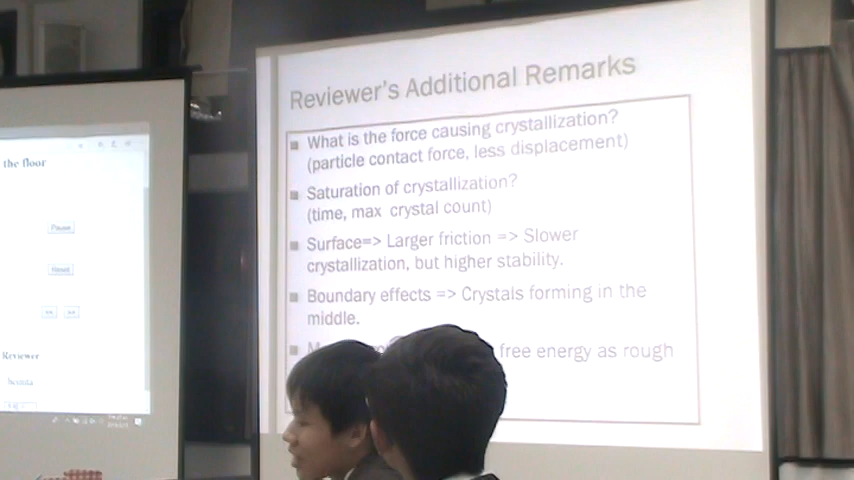 the floor
Pause
Reset
<<
>>
Reviewer
Reviewer's Additional Remarks
What is the force causing crystallization?
(particle contact force, less displacement)
Saturation of crystallization?
(time, max crystal count)
Surface=> Larger friction => Slower
crystallization, but higher stability.
Boundary effects => Crystals forming in the
middle.
free energy as rough